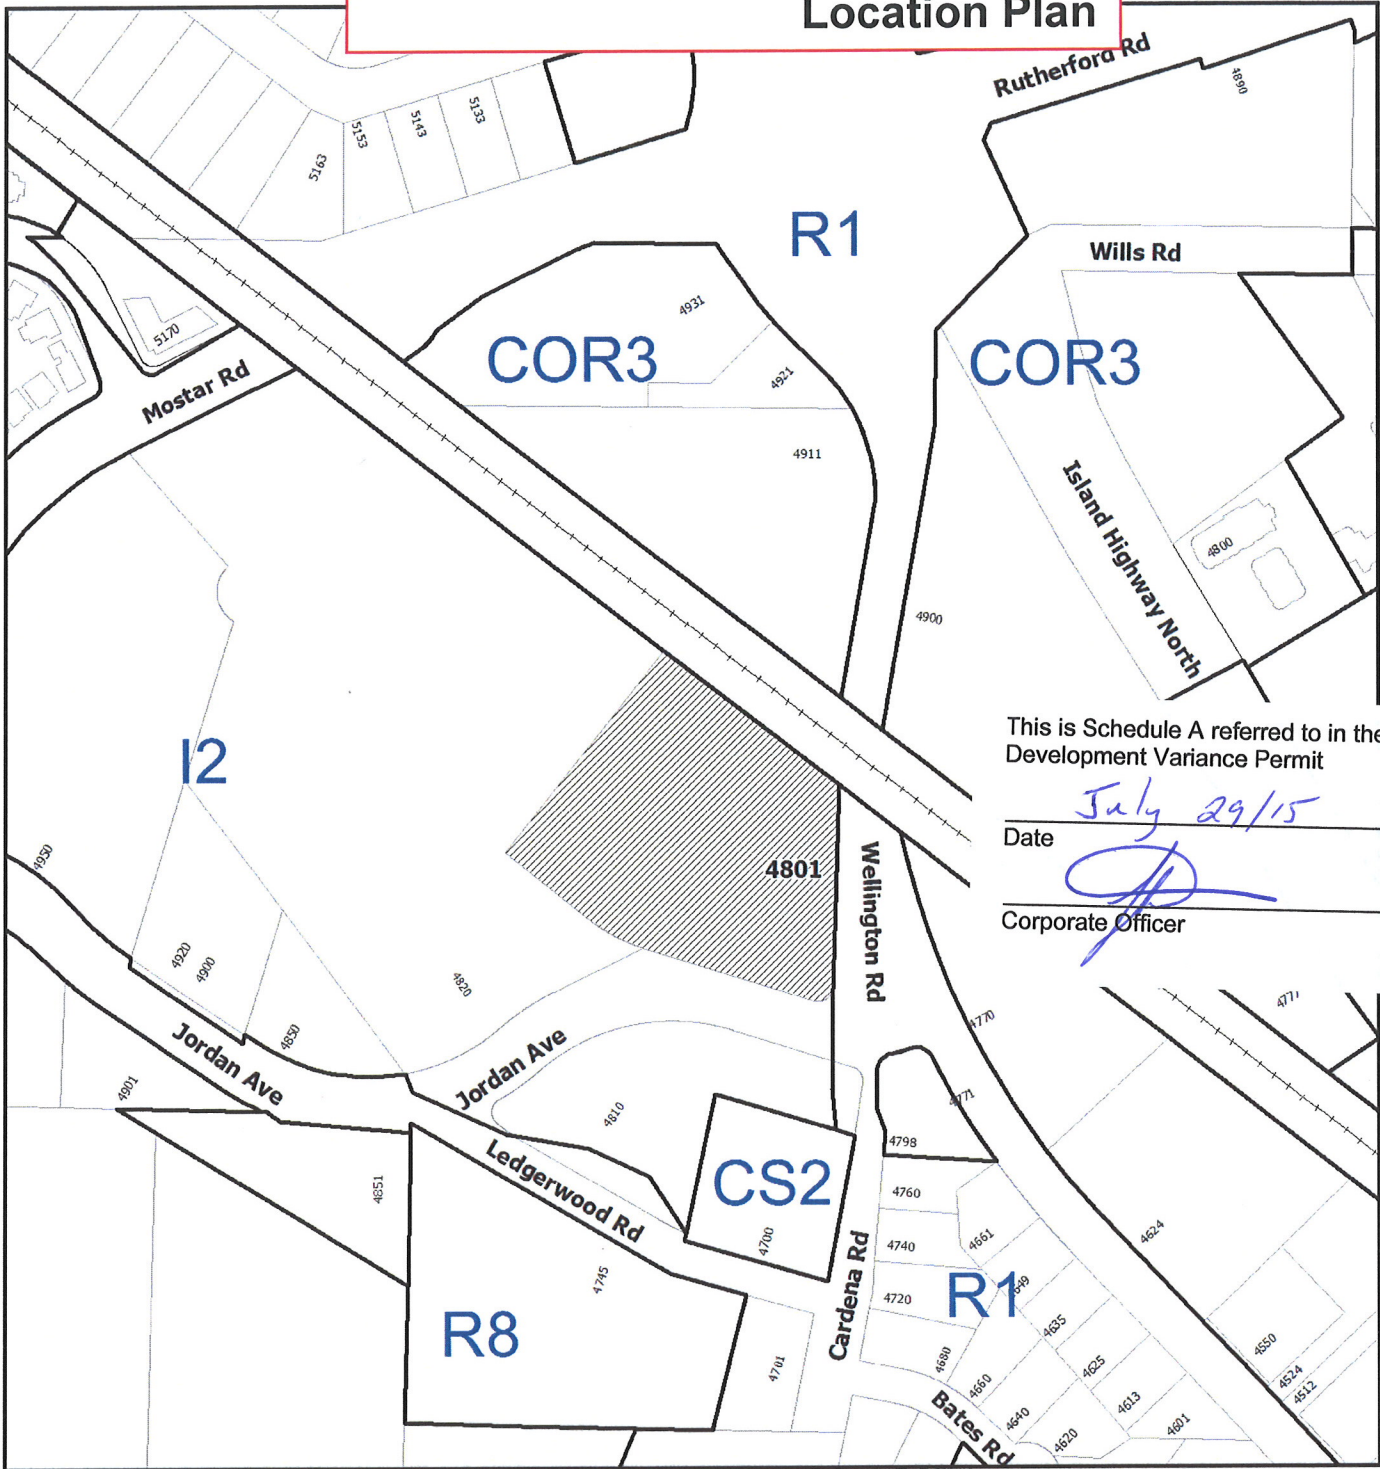 Location Plan
Rutherford Rd
4890
5133
5143
5153
5163
R1
Wills Rd
4931
5170
COR3
COR3
4921
Mostar Rd
4911
Island Highway North
4800
4900
This is Schedule A referred to in the
Development Variance Permit
July 29/15
Date
Corporate Officer
I2
4801
Wellington Rd
4950
4920
4900
4820
4850
4770
Jordan Ave
Jordan Ave
4901
4810
4771
4798
Ledgerwood Rd
CS2
4851
4760
4700
4661
4624
4740
4745
Cardena Rd
R1
4720
4635
R8
4550
4701
4680
4625
4524
4660
4512
4613
Bates Rd
4640
4601
4620